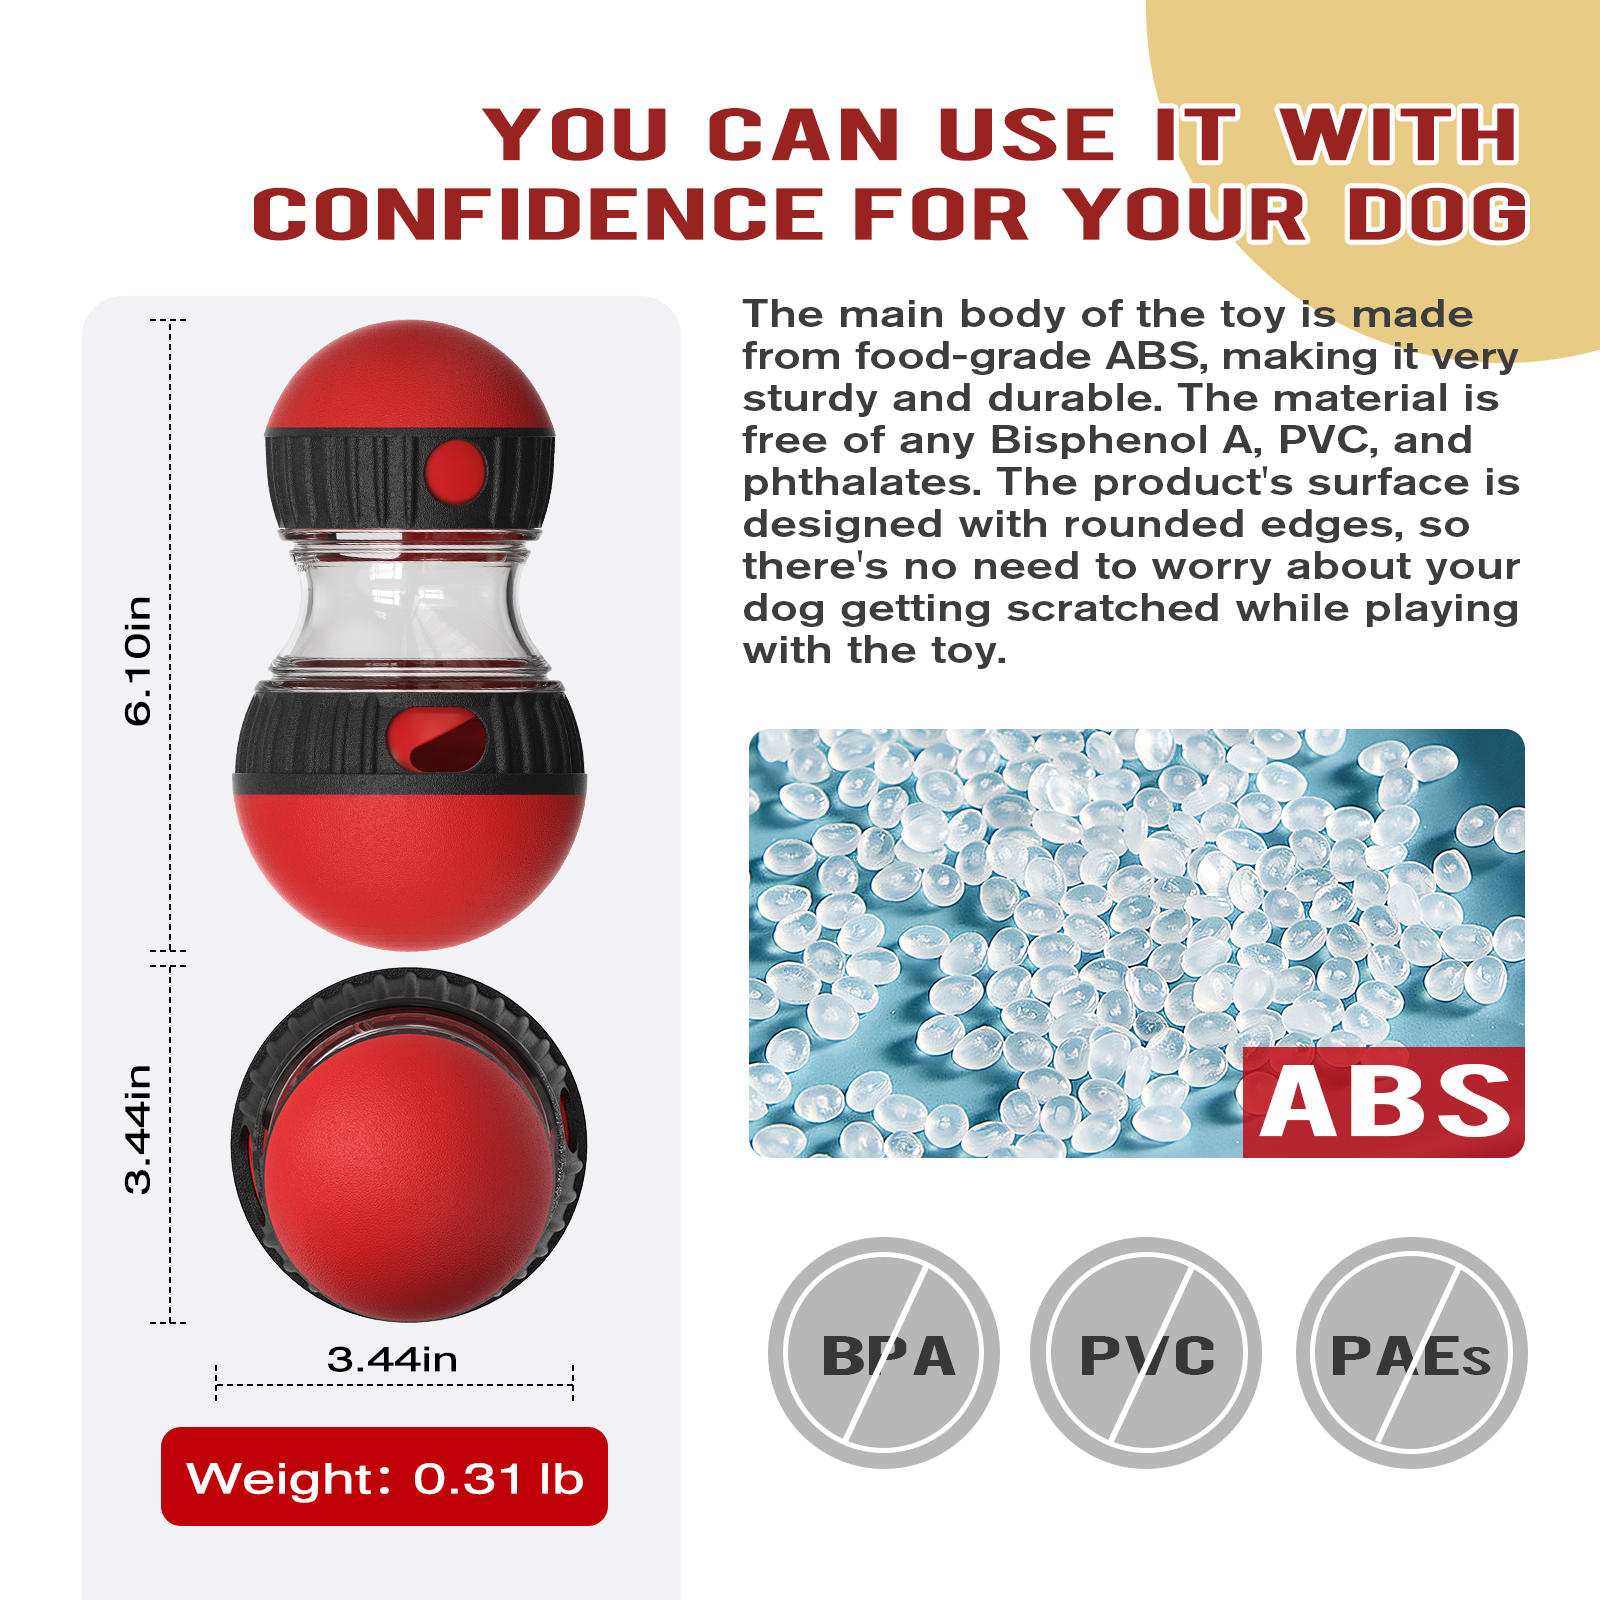 YOU CAN USE IT WITH
CONFIDENCE FOR YOUR DOG
The main body of the toy is made
from food-grade ABS, making it very
sturdy and durable. The material is
free of any Bisphenol A, PVC, and
phthalates. The product's surface is
designed with rounded edges, so
there's no need to worry about your
dog getting scratched while playing
with the toy.
6.10in
3.44in
3.44in
Weight: 0.31 lb
ABS
BPA
PVC
PAEs